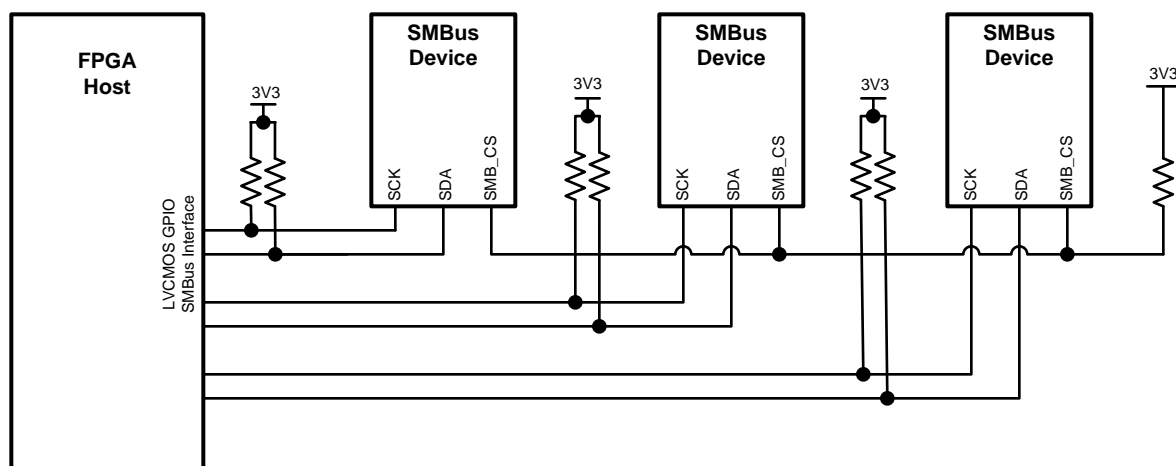 FPGA
Host
LVCMOS GPIO
SMBus Interface
3V3
SMBus
Device
SCK
SDA
SMB_CS
3V3
SMBus
Device
SCK
SDA
SMB_CS
3V3
SMBus
Device
SCK
SDA
SMB_CS
3V3